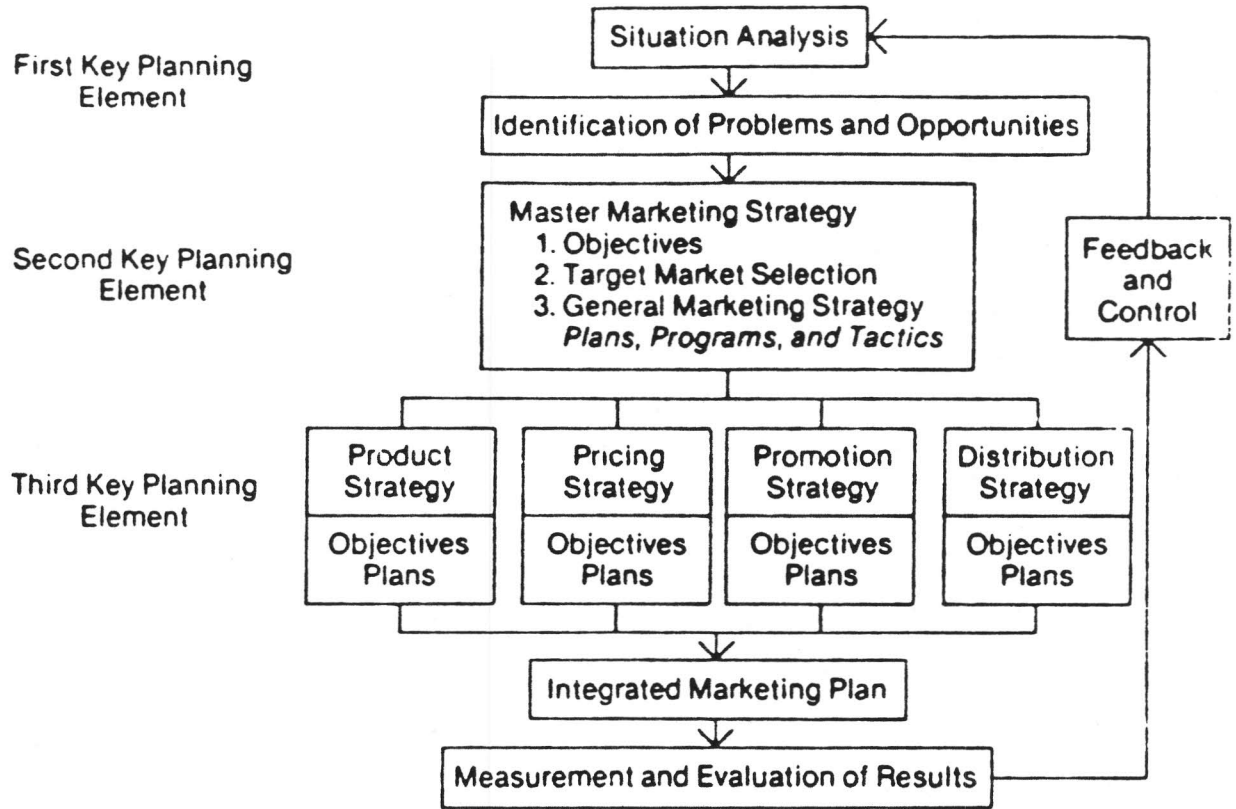 Situation Analysis
First Key Planning
Element
Identification of Problems and Opportunities
Master Marketing Strategy
1. Objectives
2. Target Market Selection
3. General Marketing Strategy
Plans, Programs, and Tactics
Second Key Planning
Element
Feedback
and
Control
Third Key Planning
Element
Product
Strategy
Objectives
Plans
Pricing
Strategy
Objectives
Plans
Promotion
Strategy
Objectives
Plans
Distribution
Strategy
Objectives
Plans
Integrated Marketing Plan
Measurement and Evaluation of Results